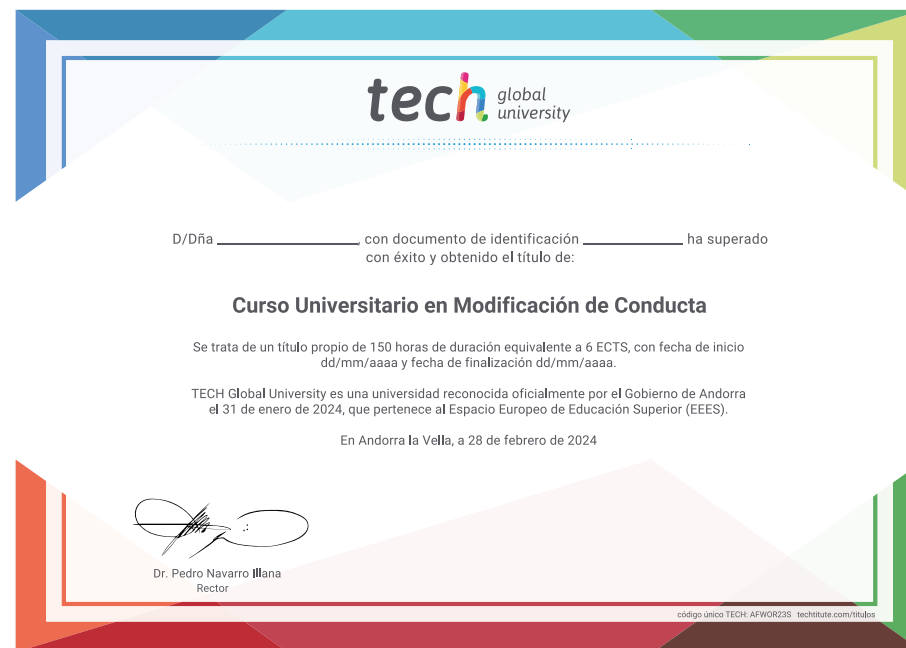 tech global university
D/Dña ____________, con documento de identificación ____________ ha superado
con éxito y obtenido el título de:
Curso Universitario en Modificación de Conducta
Se trata de un título propio de 150 horas de duración equivalente a 6 ECTS, con fecha de inicio
dd/mm/aaaa y fecha de finalización dd/mm/aaaa.
TECH Global University es una universidad reconocida oficialmente por el Gobierno de Andorra
el 31 de enero de 2024, que pertenece al Espacio Europeo de Educación Superior (EEES).
En Andorra la Vella, a 28 de febrero de 2024
Dr. Pedro Navarro Illana
Rector
código único TECH: AFWOR23S techtitute.com/titulos